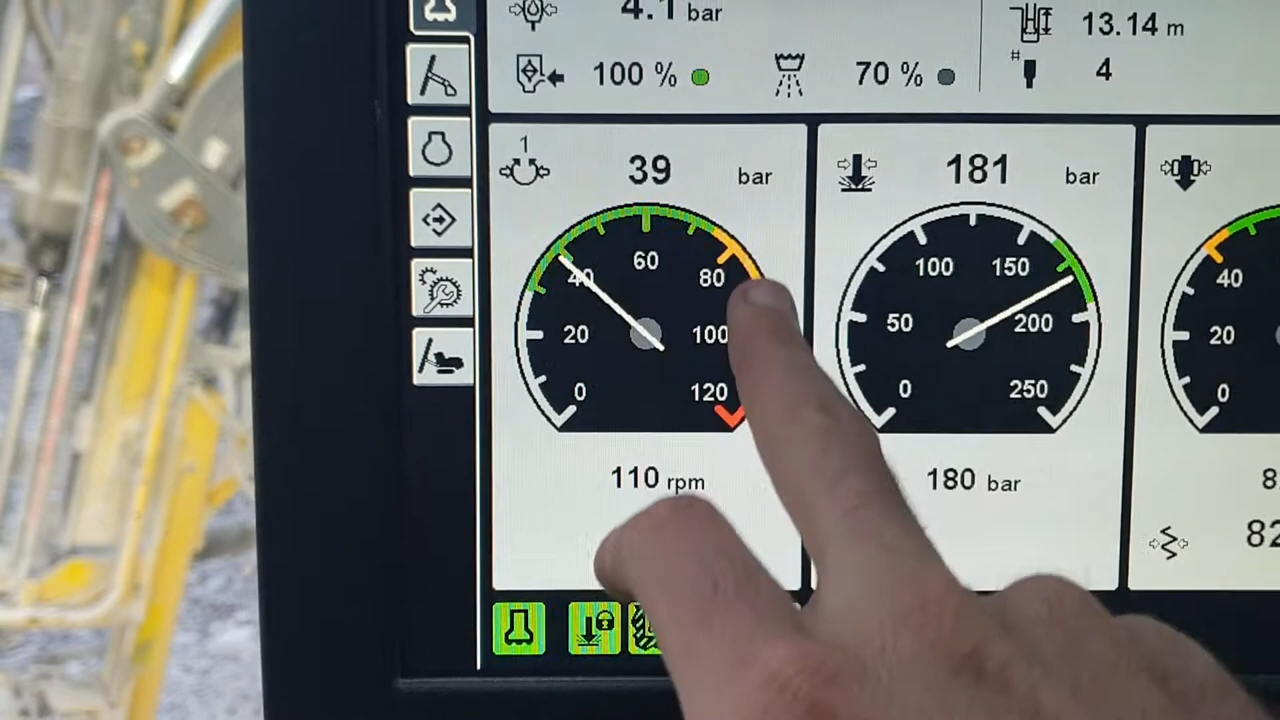 4.1 bar
13.14 m
100 %
70 %
#
4
1
39 bar
181 bar
0 20 40 60 80 100 120
0 50 100 150 200 250
0 20 40
110 rpm
180 bar